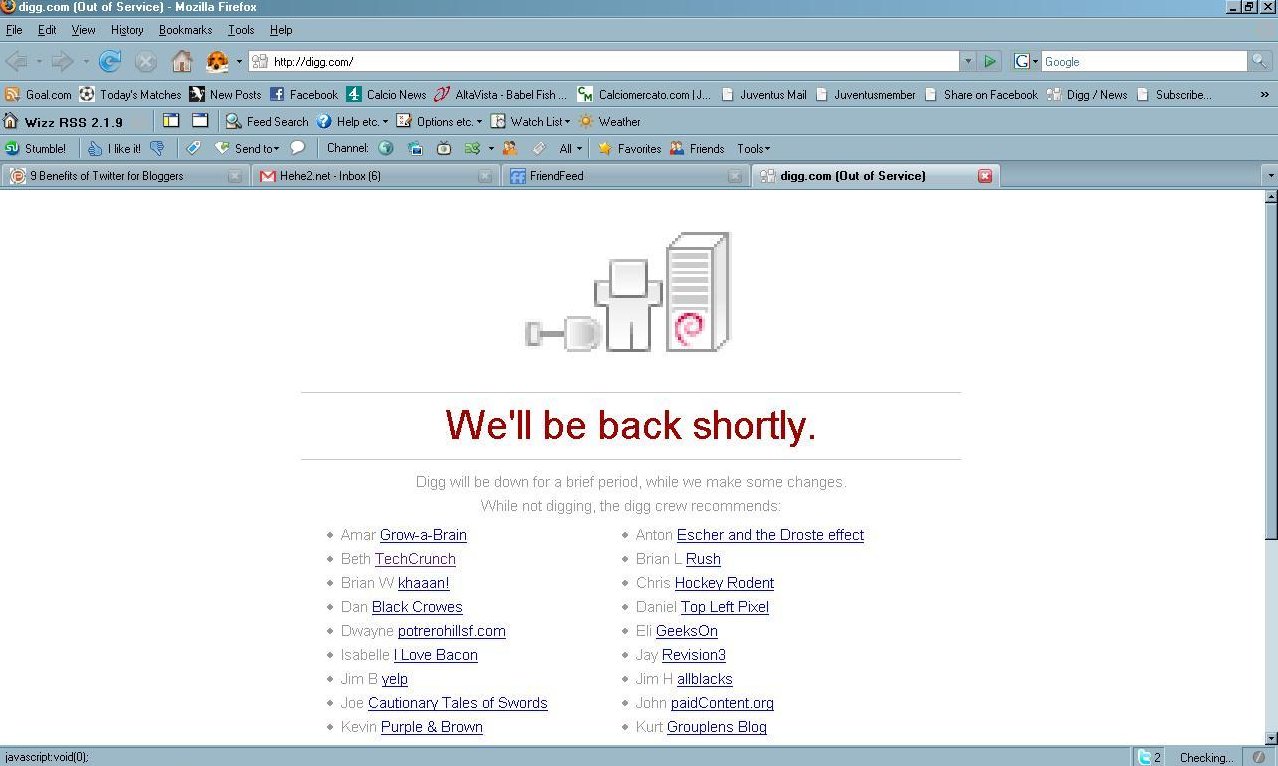 digg.com (Out of Service) - Mozilla Firefox
File Edit View History Bookmarks Tools Help
http://digg.com/ G Google
Goal.com Today's Matches New Posts Facebook 4 Calcio News AltaVista - Babel Fish ... CM Calciomercato.com | J... Juventus Mail Juventusmember Share on Facebook Digg / News Subscribe... »
Wizz RSS 2.1.9 Feed Search Help etc. Options etc. Watch List Weather
Stumble! I like it! Send to Channel: All Favorites Friends Tools
9 Benefits of Twitter for Bloggers Hehe2.net - Inbox (6) FriendFeed digg.com (Out of Service)
We'll be back shortly.
Digg will be down for a brief period, while we make some changes.
While not digging, the digg crew recommends:
Amar Grow-a-Brain Anton Escher and the Droste effect
Beth TechCrunch Brian L Rush
Brian W khaaan! Chris Hockey Rodent
Dan Black Crowes Daniel Top Left Pixel
Dwayne potrerohillsf.com Eli GeeksOn
Isabelle I Love Bacon Jay Revision3
Jim B yelp Jim H allblacks
Joe Cautionary Tales of Swords John paidContent.org
Kevin Purple & Brown Kurt Grouplens Blog
javascript:void(0); 2 Checking...